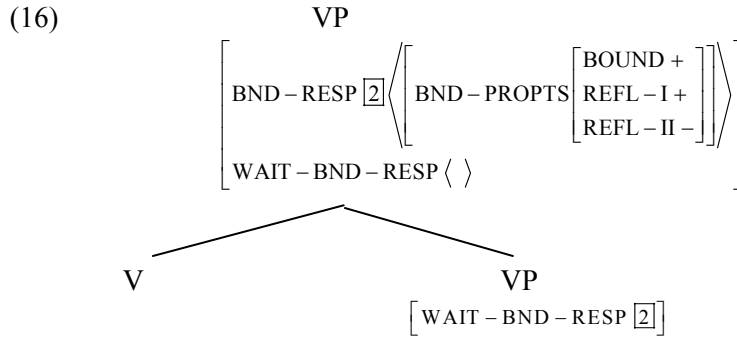 (16) VP
BOUND +
BND – RESP [2] ⟨ [ BND – PROPTS [ REFL – I + ] ] ⟩
REFL – II -
WAIT – BND – RESP ⟨ ⟩
V VP
[ WAIT – BND – RESP [2] ]